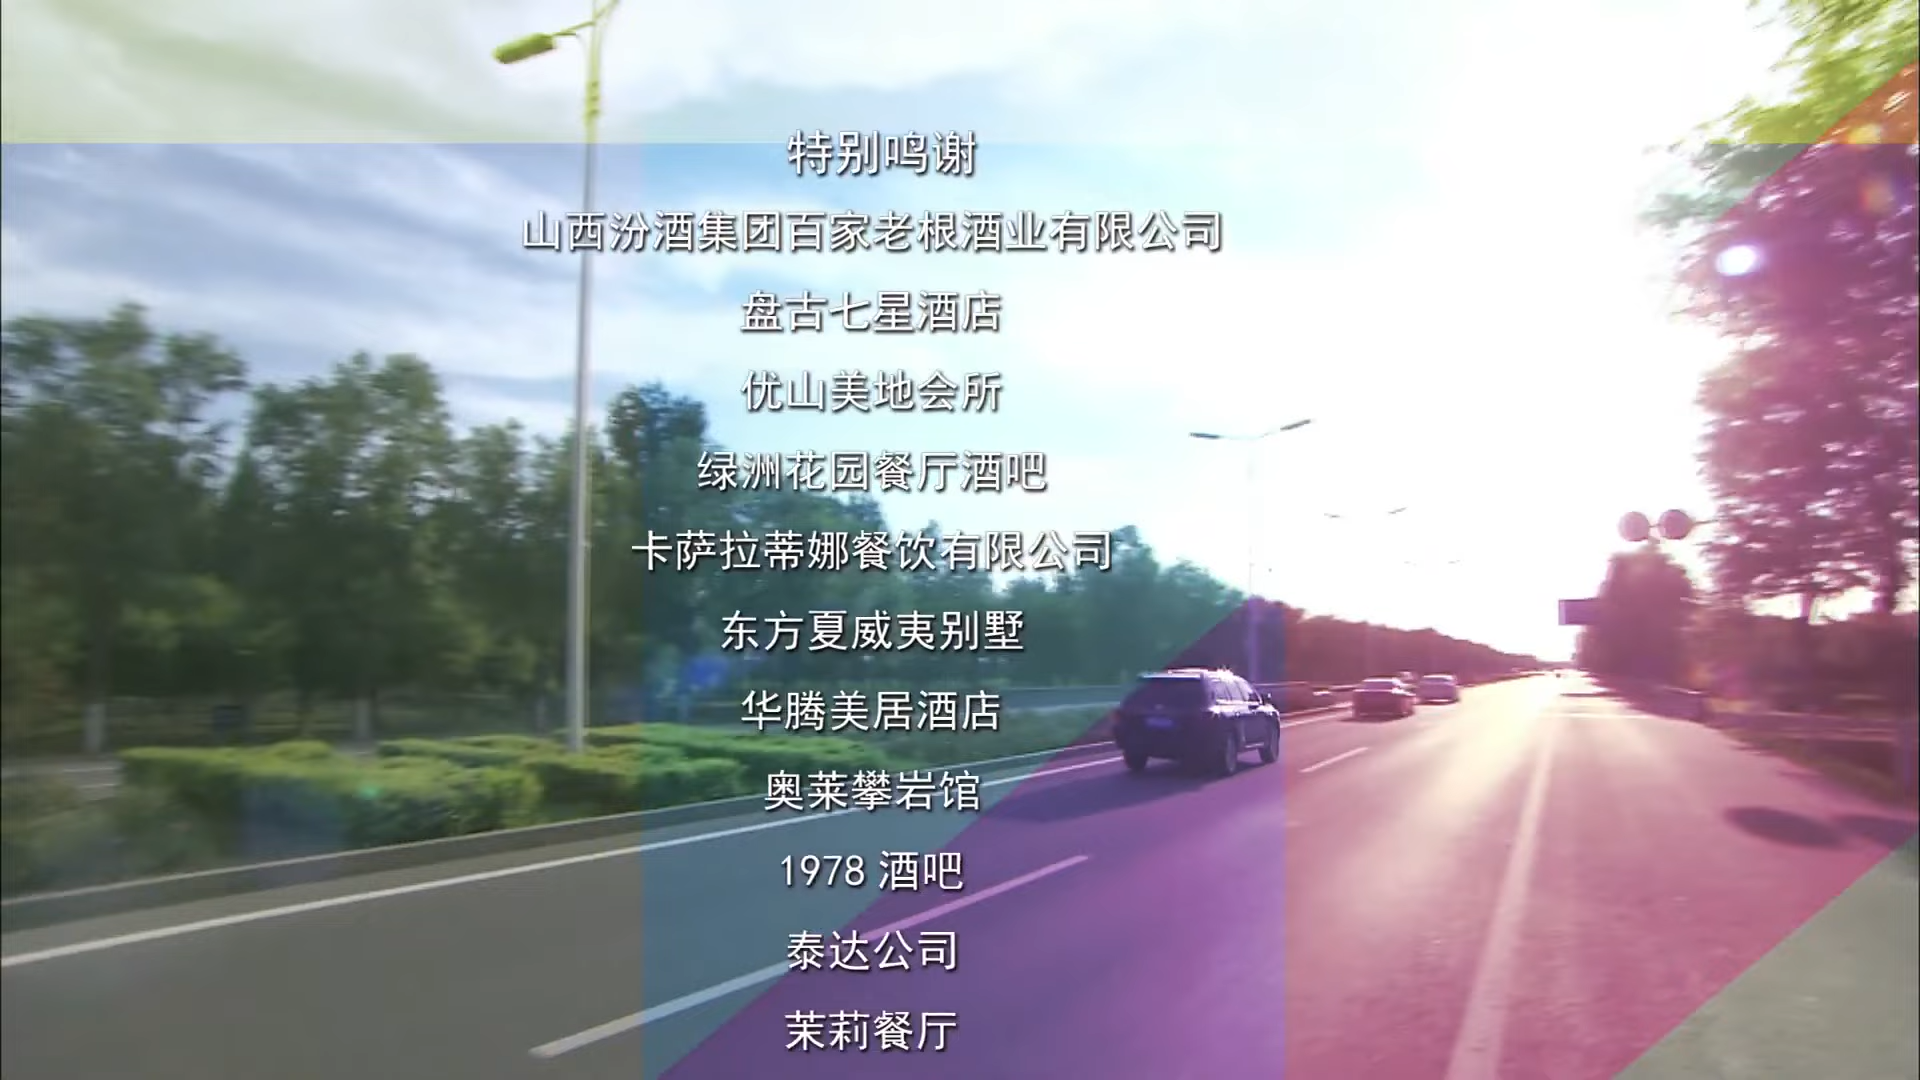 特别鸣谢
山西汾酒集团百家老根酒业有限公司
盘古七星酒店
优山美地会所
绿洲花园餐厅酒吧
卡萨拉蒂娜餐饮有限公司
东方夏威夷别墅
华腾美居酒店
奥莱攀岩馆
1978 酒吧
泰达公司
茉莉餐厅